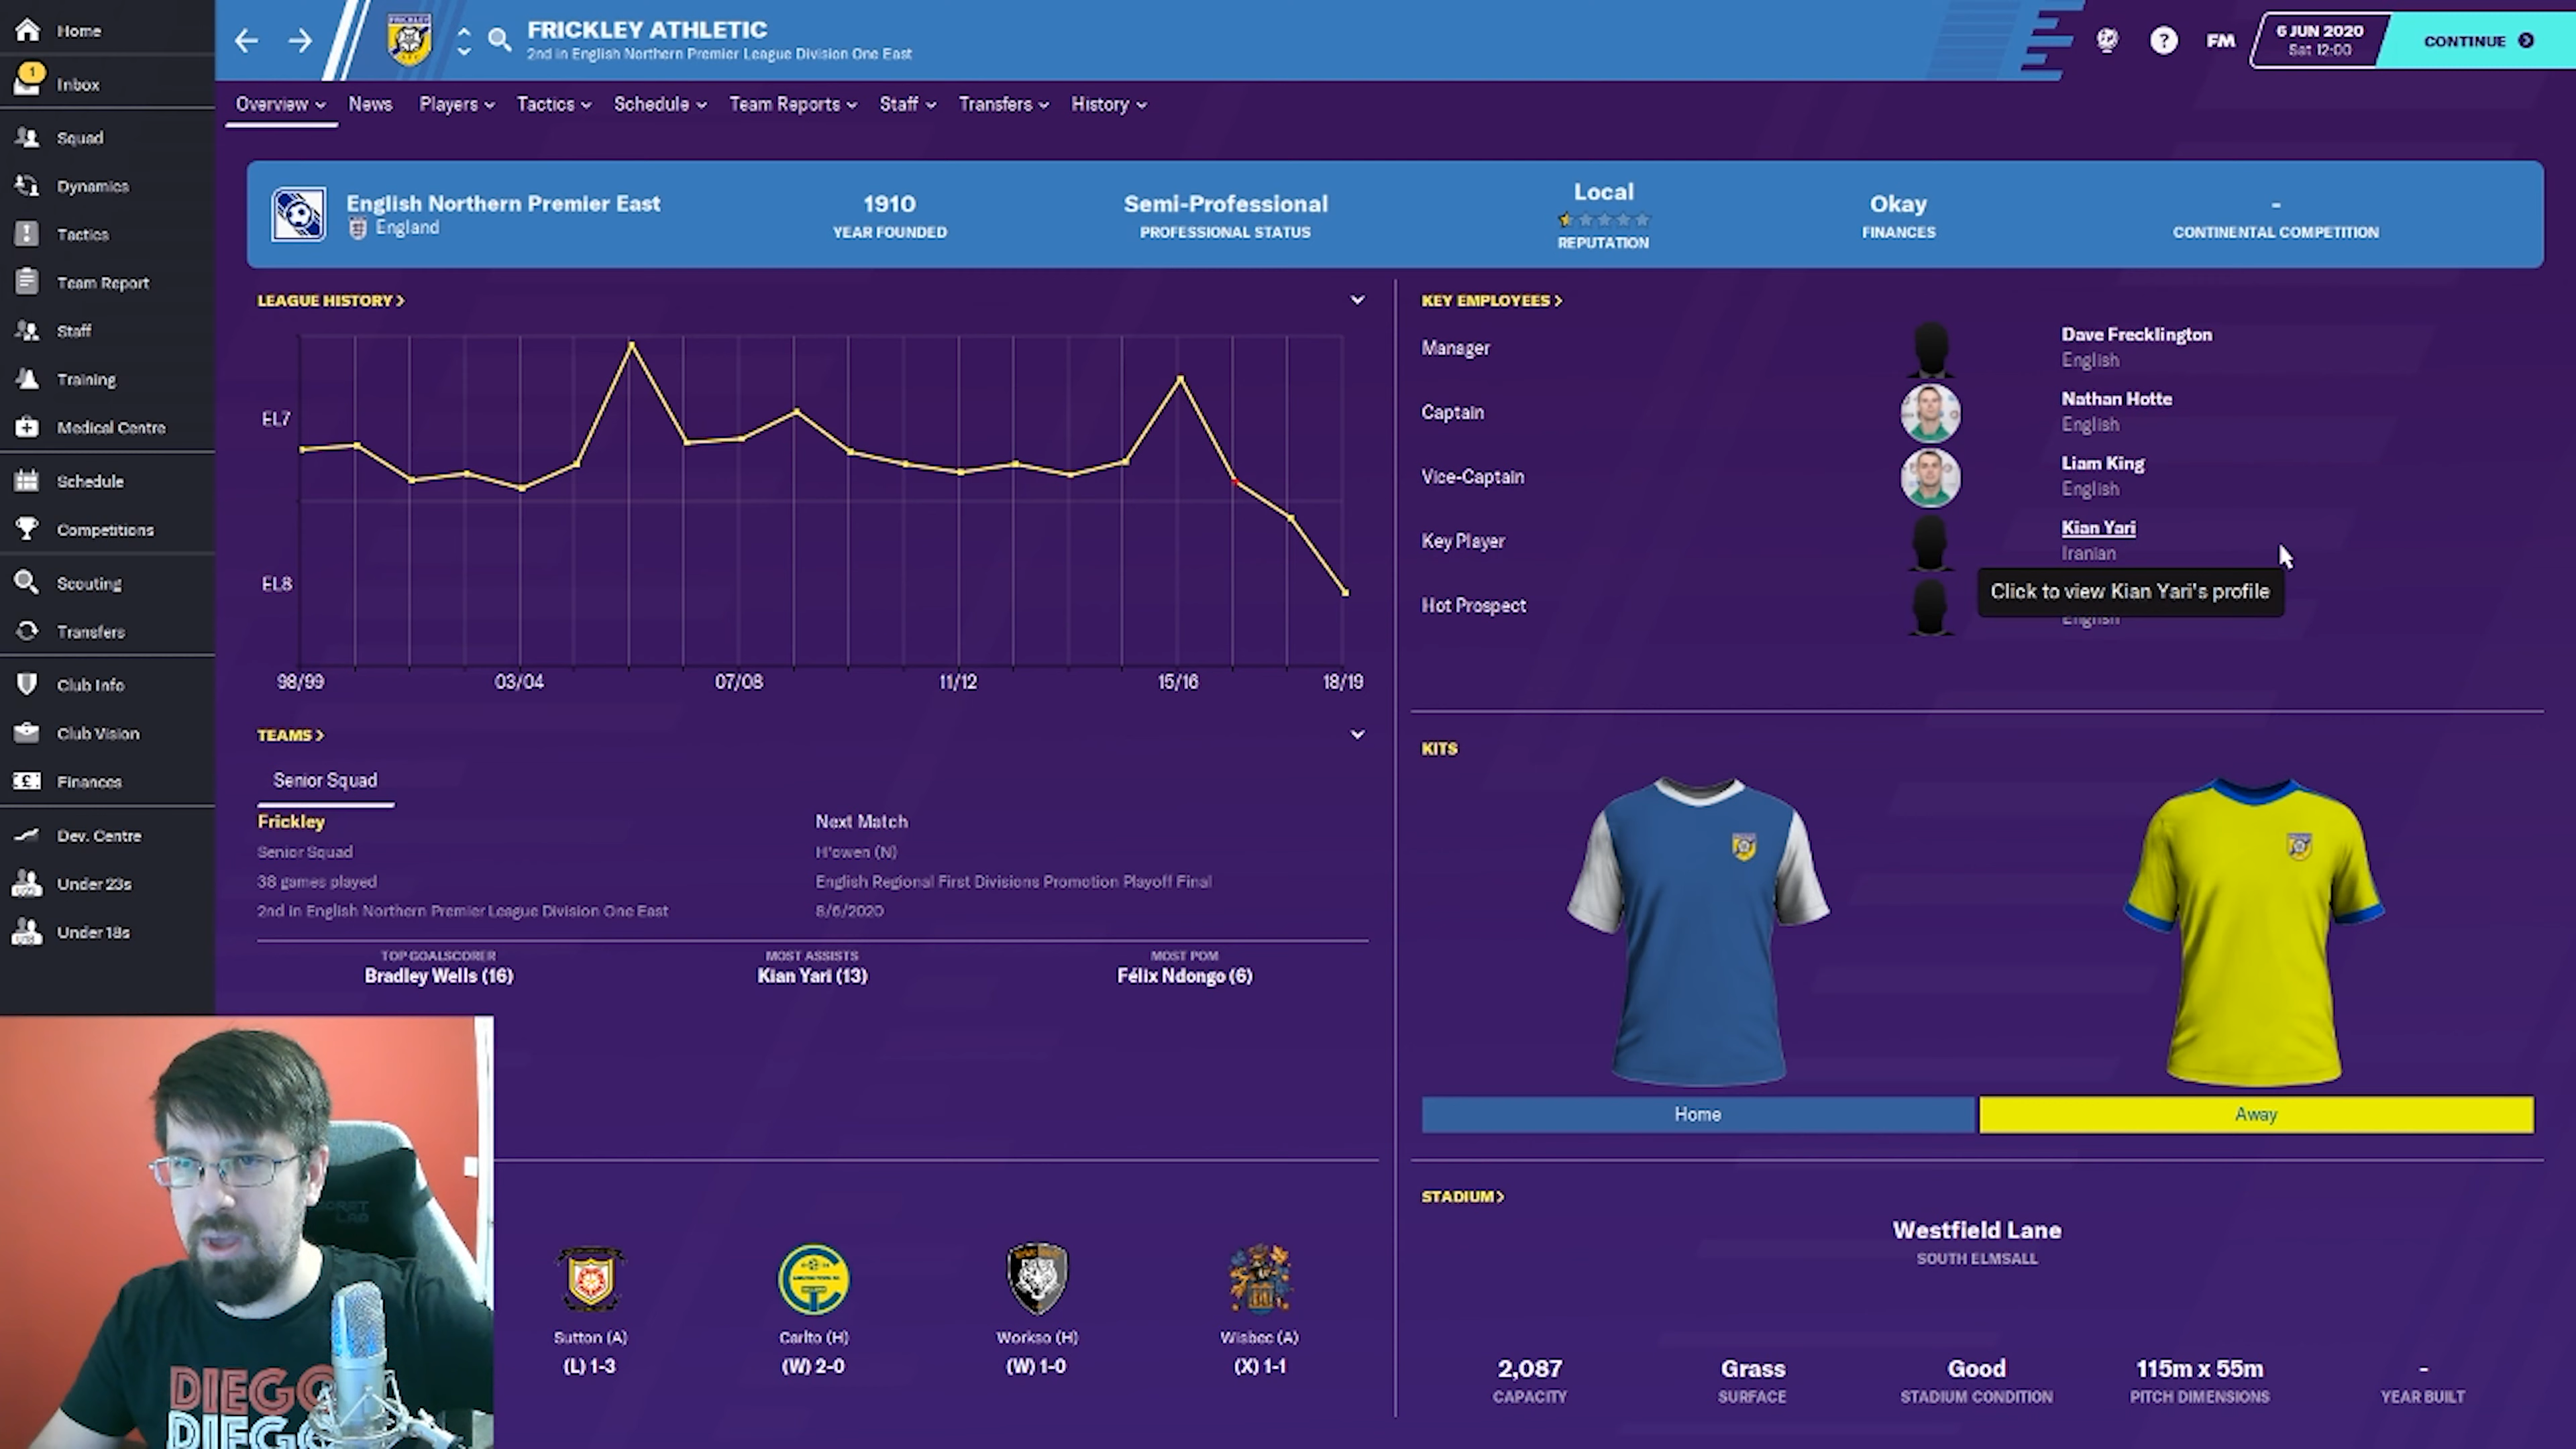 Home
Inbox
1
Squad
Dynamics
Tactics
Team Report
Staff
Training
Medical Centre
Schedule
Competitions
Scouting
Transfers
Club Info
Club Vision
Finances
Dev. Centre
Under 23s
Under 18s
FRICKLEY ATHLETIC
2nd in English Northern Premier League Division One East
FM
6 JUN 2020
Sat 12:00
CONTINUE
Overview News Players Tactics Schedule Team Reports Staff Transfers History
English Northern Premier East
England
1910
YEAR FOUNDED
Semi-Professional
PROFESSIONAL STATUS
Local
REPUTATION
Okay
FINANCES
-
CONTINENTAL COMPETITION
LEAGUE HISTORY >
EL7
EL8
98/99 03/04 07/08 11/12 15/16 18/19
KEY EMPLOYEES >
Manager
Dave Frecklington
English
Captain
Nathan Hotte
English
Vice-Captain
Liam King
English
Key Player
Kian Yari
Iranian
Click to view Kian Yari's profile
Hot Prospect
English
TEAMS >
Senior Squad
Frickley
Senior Squad
38 games played
2nd in English Northern Premier League Division One East
Next Match
H'owen (N)
English Regional First Divisions Promotion Playoff Final
8/6/2020
TOP GOALSCORER
Bradley Wells (16)
MOST ASSISTS
Kian Yari (13)
MOST POM
Félix Ndongo (6)
KITS
Home
Away
Sutton (A)
(L) 1-3
Carlto (H)
(W) 2-0
Workso (H)
(W) 1-0
Wisbec (A)
(X) 1-1
STADIUM >
Westfield Lane
SOUTH ELMSALL
2,087
CAPACITY
Grass
SURFACE
Good
STADIUM CONDITION
115m x 55m
PITCH DIMENSIONS
-
YEAR BUILT
DIEGO
DIEGO